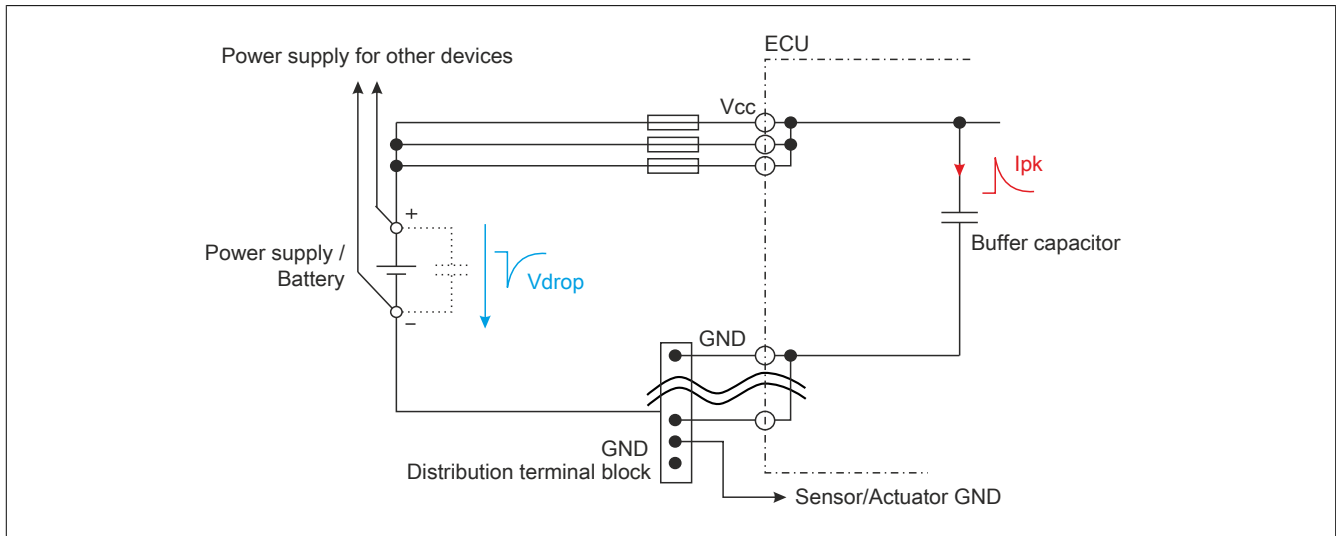 ECU
Power supply for other devices
Vcc
Ipk
+
Power supply /
Battery
Vdrop
Buffer capacitor
–
GND
GND
Distribution terminal block
Sensor/Actuator GND